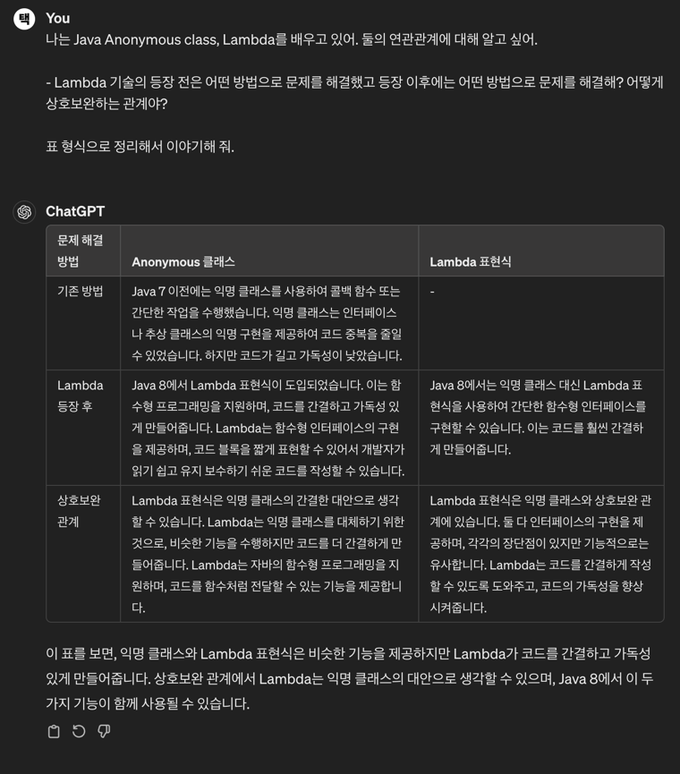 택
You
나는 Java Anonymous class, Lambda를 배우고 있어. 둘의 연관관계에 대해 알고 싶어.
- Lambda 기술의 등장 전은 어떤 방법으로 문제를 해결했고 등장 이후에는 어떤 방법으로 문제를 해결해? 어떻게
상호보완하는 관계야?
표 형식으로 정리해서 이야기해 줘.
ChatGPT
문제 해결
방법
Anonymous 클래스
Lambda 표현식
기존 방법
Java 7 이전에는 익명 클래스를 사용하여 콜백 함수 또는
간단한 작업을 수행했습니다. 익명 클래스는 인터페이스
나 추상 클래스의 익명 구현을 제공하여 코드 중복을 줄일
수 있었습니다. 하지만 코드가 길고 가독성이 낮았습니다.
-
Lambda
등장 후
Java 8에서 Lambda 표현식이 도입되었습니다. 이는 함
수형 프로그래밍을 지원하며, 코드를 간결하고 가독성 있
게 만들어줍니다. Lambda는 함수형 인터페이스의 구현
을 제공하며, 코드 블록을 짧게 표현할 수 있어서 개발자가
읽기 쉽고 유지 보수하기 쉬운 코드를 작성할 수 있습니다.
Java 8에서는 익명 클래스 대신 Lambda 표
현식을 사용하여 간단한 함수형 인터페이스를
구현할 수 있습니다. 이는 코드를 훨씬 간결하
게 만들어줍니다.
상호보완
관계
Lambda 표현식은 익명 클래스의 간결한 대안으로 생각
할 수 있습니다. Lambda는 익명 클래스를 대체하기 위한
것으로, 비슷한 기능을 수행하지만 코드를 더 간결하게 만
들어줍니다. Lambda는 자바의 함수형 프로그래밍을 지
원하며, 코드를 함수처럼 전달할 수 있는 기능을 제공합니
다.
Lambda 표현식은 익명 클래스와 상호보완 관
계에 있습니다. 둘 다 인터페이스의 구현을 제
공하며, 각각의 장단점이 있지만 기능적으로는
유사합니다. Lambda는 코드를 간결하게 작성
할 수 있도록 도와주고, 코드의 가독성을 향상
시켜줍니다.
이 표를 보면, 익명 클래스와 Lambda 표현식은 비슷한 기능을 제공하지만 Lambda가 코드를 간결하고 가독성
있게 만들어줍니다. 상호보완 관계에서 Lambda는 익명 클래스의 대안으로 생각할 수 있으며, Java 8에서 이 두
가지 기능이 함께 사용될 수 있습니다.